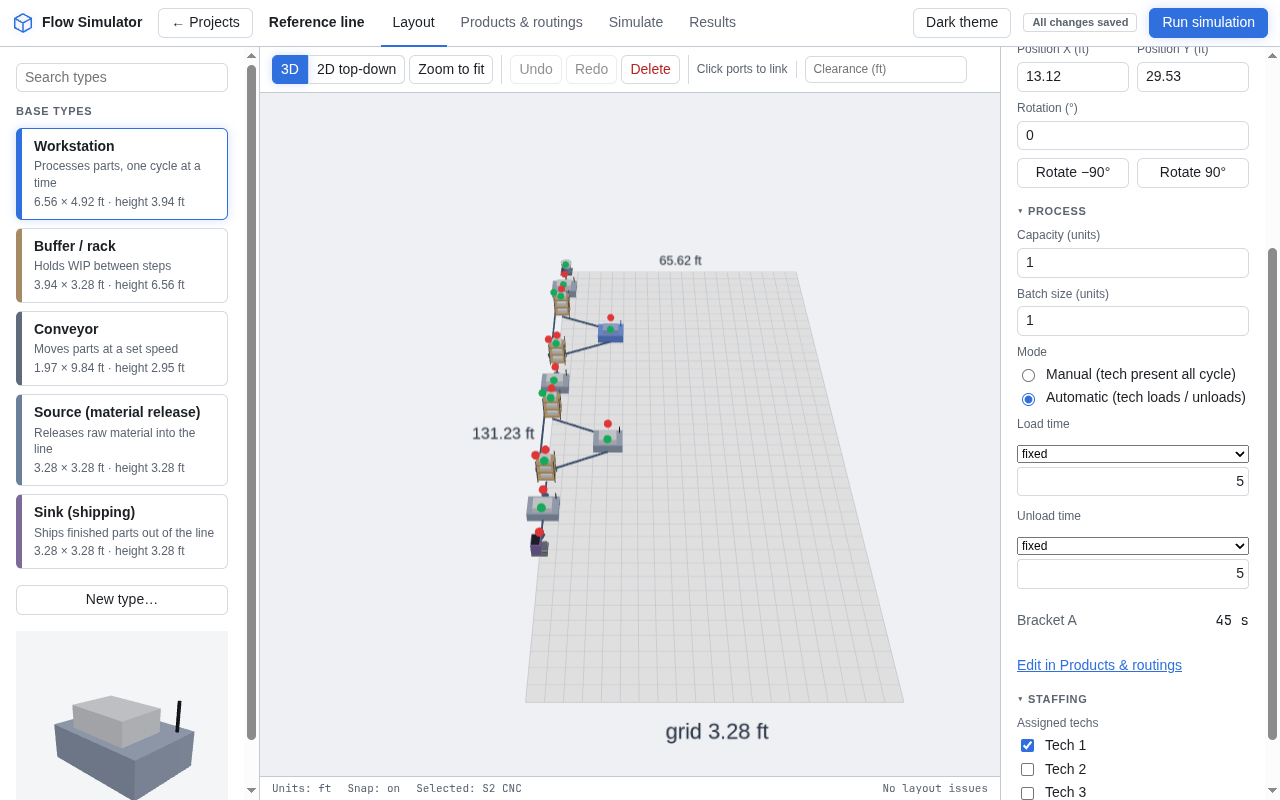 Flow Simulator
← Projects
Reference line
Layout
Products & routings
Simulate
Results
Dark theme
All changes saved
Run simulation
Search types
BASE TYPES
Workstation
Processes parts, one cycle at a
time
6.56 × 4.92 ft · height 3.94 ft
Buffer / rack
Holds WIP between steps
3.94 × 3.28 ft · height 6.56 ft
Conveyor
Moves parts at a set speed
1.97 × 9.84 ft · height 2.95 ft
Source (material release)
Releases raw material into the
line
3.28 × 3.28 ft · height 3.28 ft
Sink (shipping)
Ships finished parts out of the line
3.28 × 3.28 ft · height 3.28 ft
New type…
3D
2D top-down
Zoom to fit
Undo
Redo
Delete
Click ports to link
Clearance (ft)
65.62 ft
131.23 ft
grid 3.28 ft
Units: ft
Snap: on
Selected: S2 CNC
No layout issues
Position X (ft)
Position Y (ft)
13.12
29.53
Rotation (°)
0
Rotate −90°
Rotate 90°
▾ PROCESS
Capacity (units)
1
Batch size (units)
1
Mode
Manual (tech present all cycle)
Automatic (tech loads / unloads)
Load time
fixed
5
Unload time
fixed
5
Bracket A
45 s
Edit in Products & routings
▾ STAFFING
Assigned techs
Tech 1
Tech 2
Tech 3